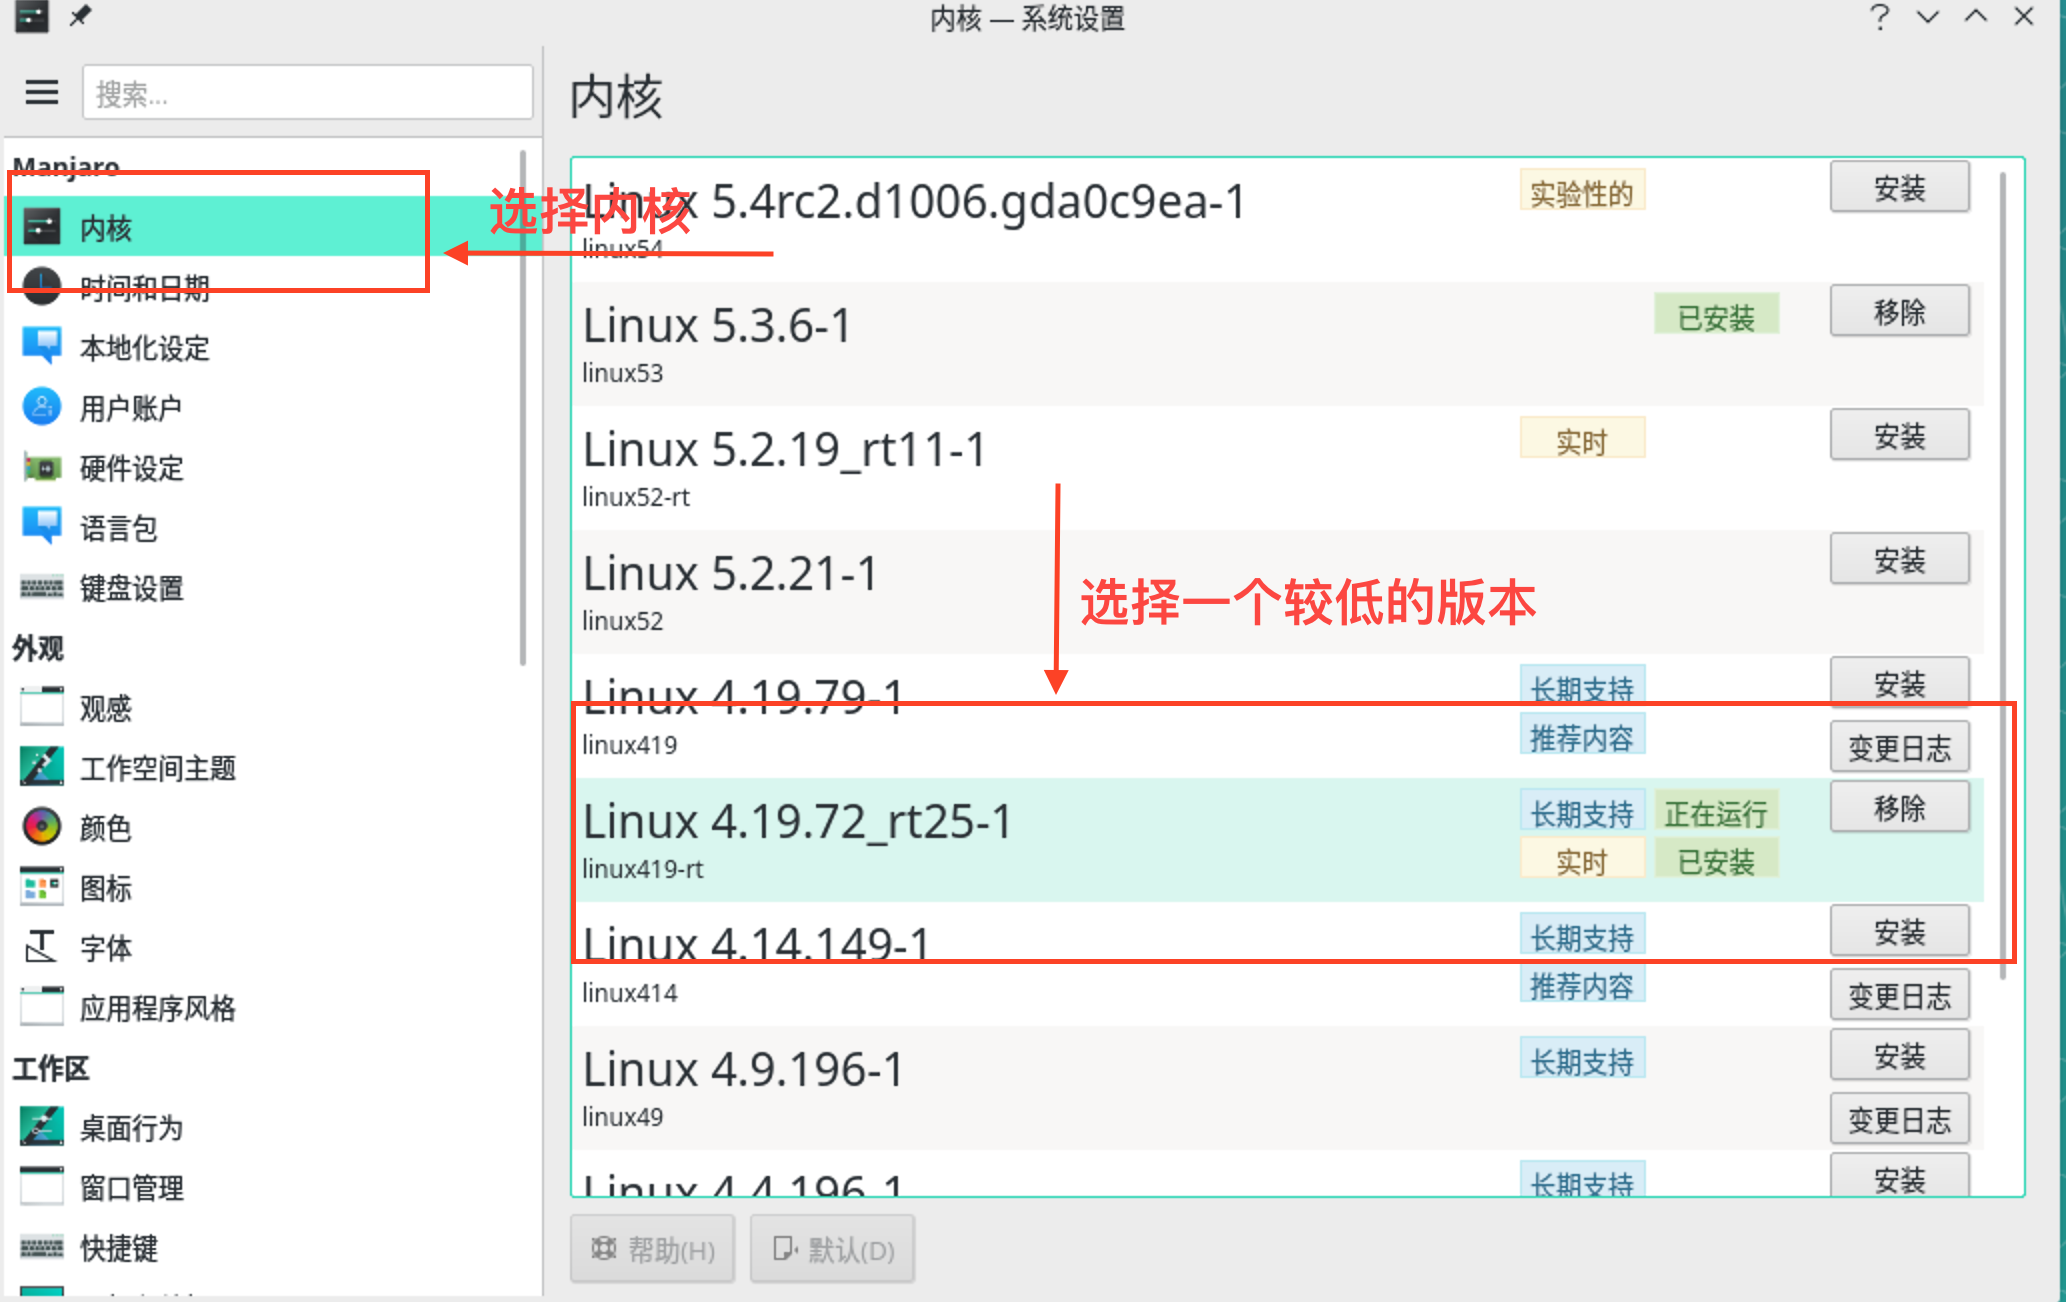 内核 — 系统设置
搜索...
Manjaro
内核
时间和日期
本地化设定
用户账户
硬件设定
语言包
键盘设置
外观
观感
工作空间主题
颜色
图标
字体
应用程序风格
工作区
桌面行为
窗口管理
快捷键
内核
选择内核
Linux 5.4rc2.d1006.gda0c9ea-1
实验性的
安装
linux54
Linux 5.3.6-1
已安装
移除
linux53
Linux 5.2.19_rt11-1
实时
安装
linux52-rt
Linux 5.2.21-1
安装
linux52
选择一个较低的版本
Linux 4.19.79-1
长期支持
安装
linux419
推荐内容
变更日志
Linux 4.19.72_rt25-1
长期支持
正在运行
移除
linux419-rt
实时
已安装
Linux 4.14.149-1
长期支持
安装
linux414
推荐内容
变更日志
Linux 4.9.196-1
长期支持
安装
linux49
变更日志
Linux 4.4.196-1
长期支持
安装
帮助(H)
默认(D)